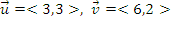 u⃗ =< 3,3 >, v⃗ =< 6,2 >